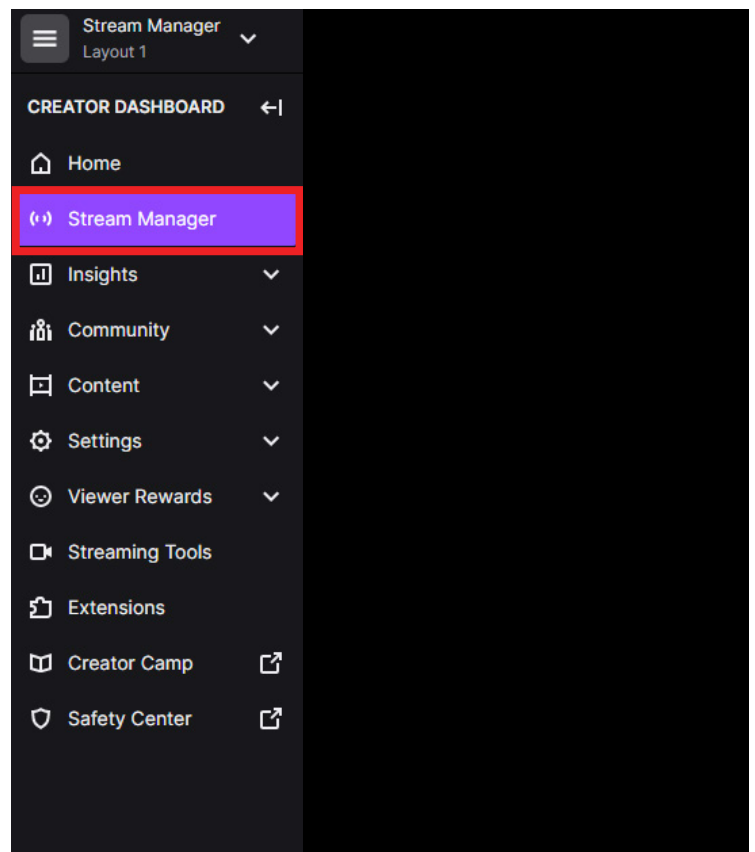 Stream Manager
Layout 1
CREATOR DASHBOARD
Home
Stream Manager
Insights
Community
Content
Settings
Viewer Rewards
Streaming Tools
Extensions
Creator Camp
Safety Center